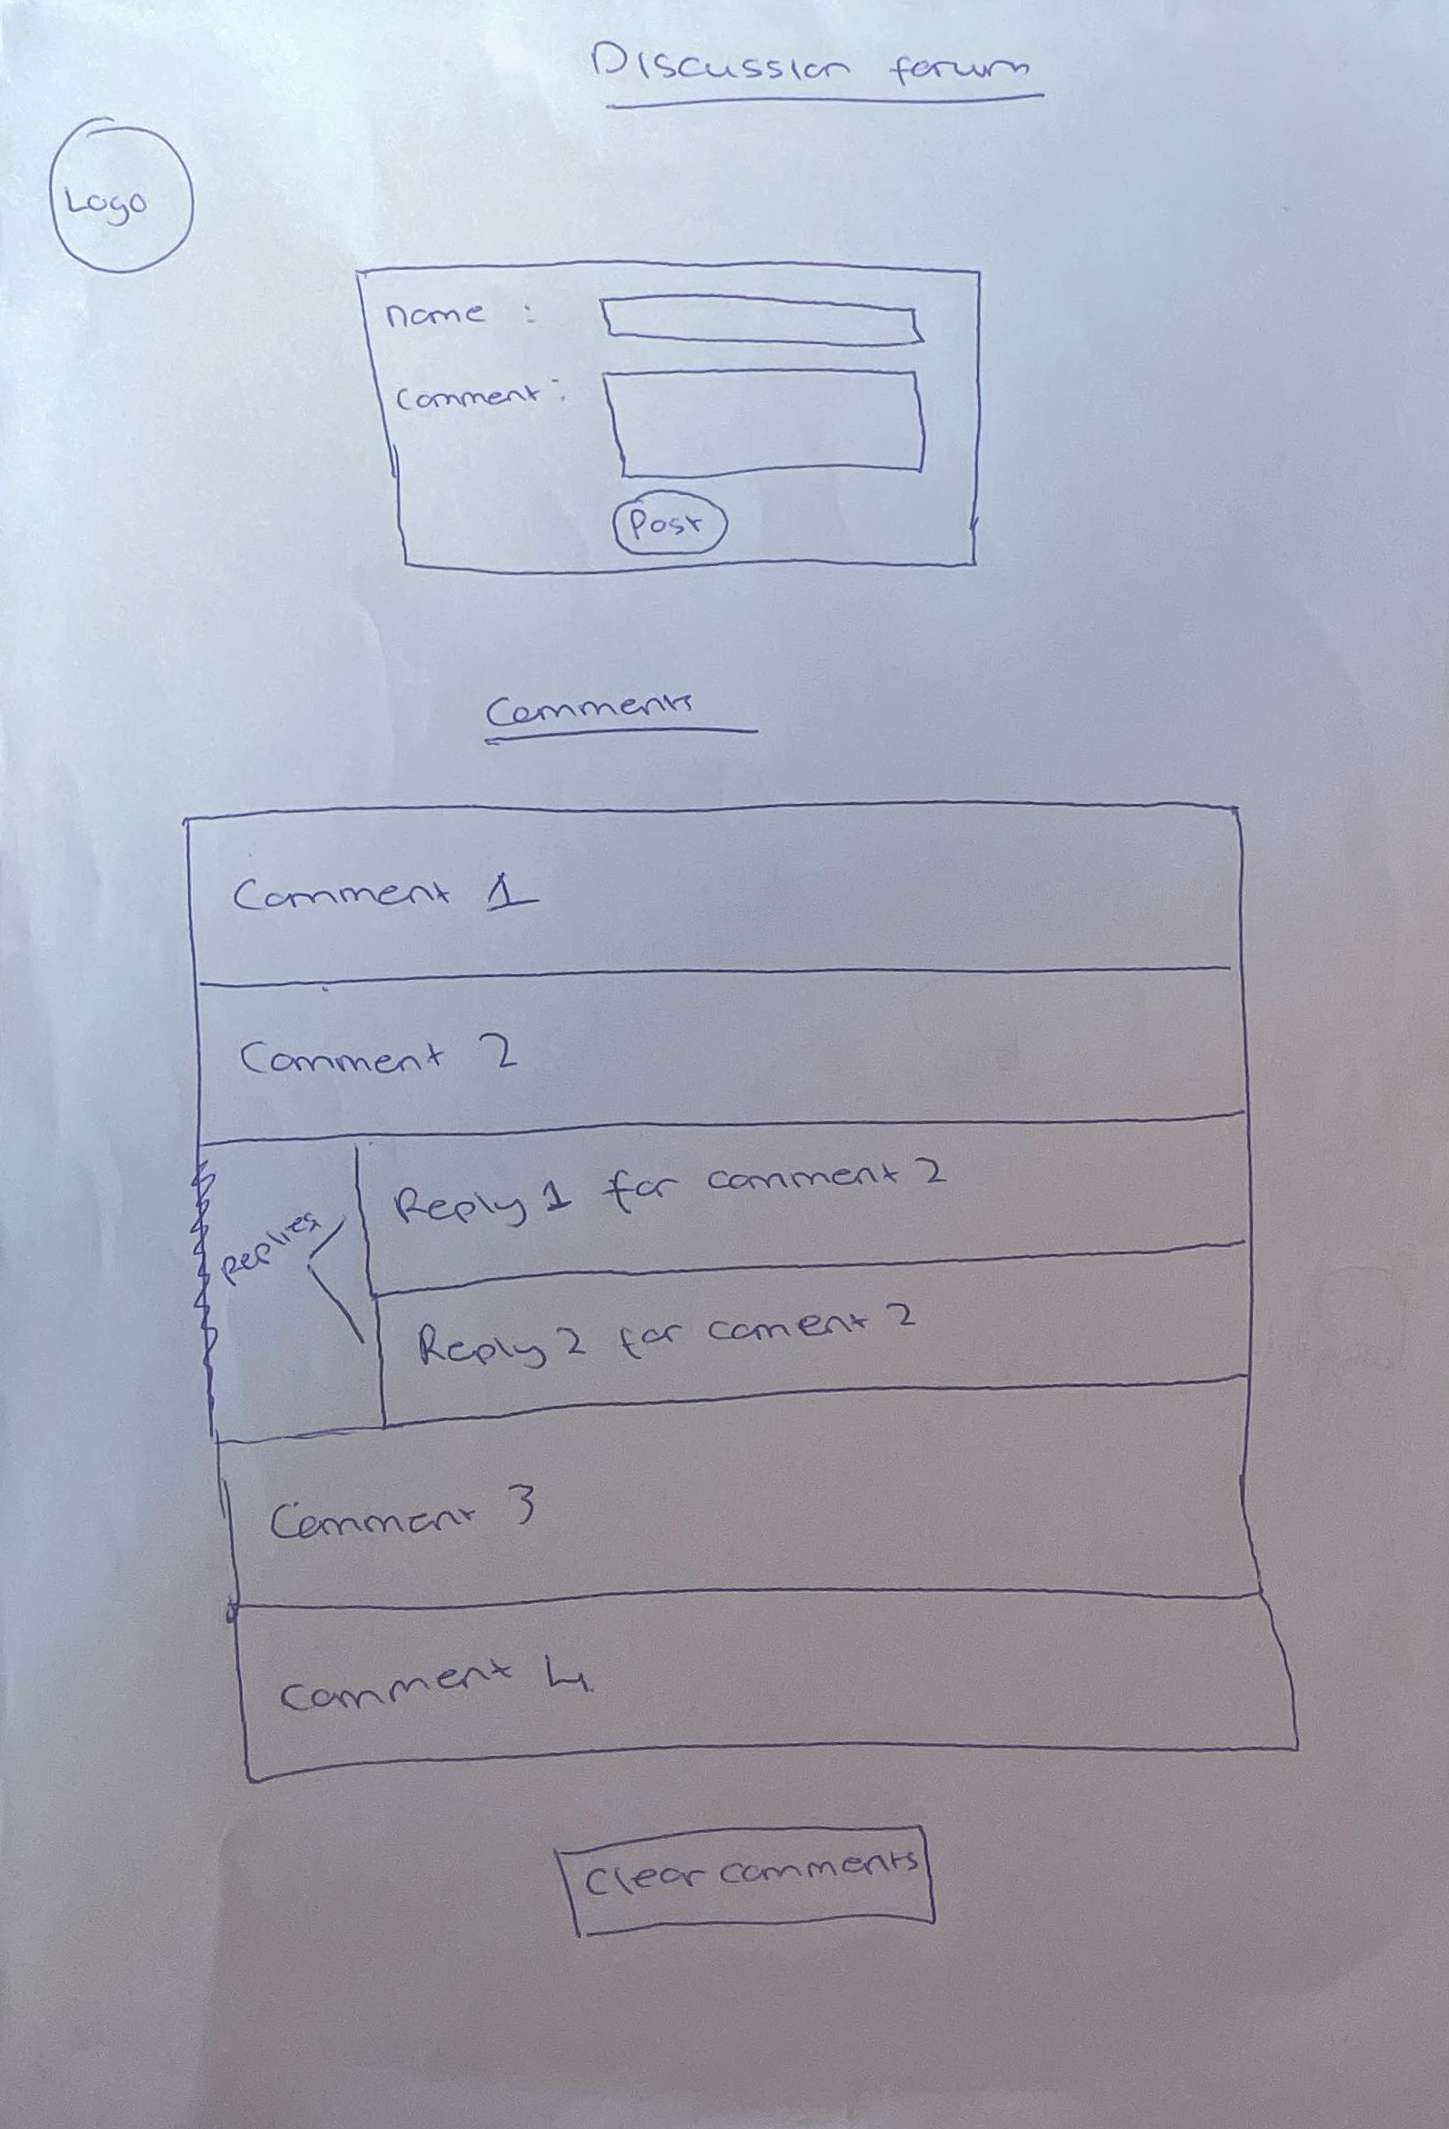 Discussion forum
Logo
name :
comment :
Post
Comments
Comment 1
Comment 2
Replies
Reply 1 for comment 2
Reply 2 for coment 2
Comment 3
Comment 4
Clear comments